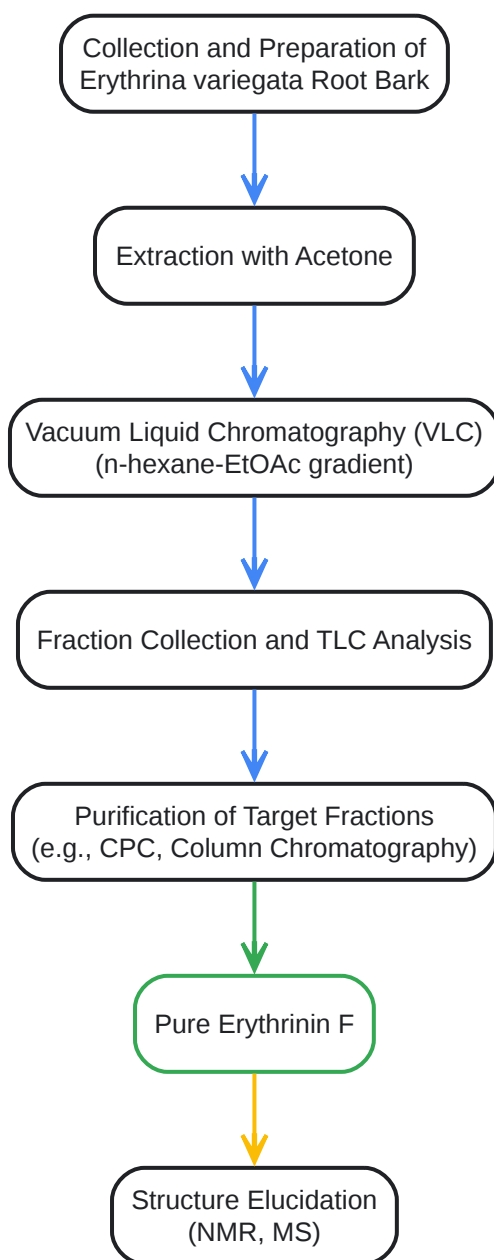 Collection and Preparation of
Erythrina variegata Root Bark
Extraction with Acetone
Vacuum Liquid Chromatography (VLC)
(n-hexane-EtOAc gradient)
Fraction Collection and TLC Analysis
Purification of Target Fractions
(e.g., CPC, Column Chromatography)
Pure Erythrinin F
Structure Elucidation
(NMR, MS)